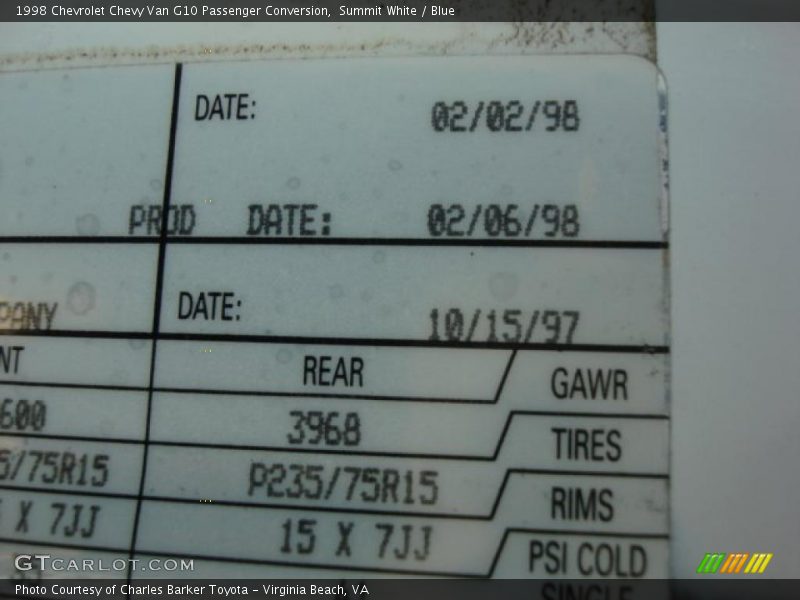 1998 Chevrolet Chevy Van G10 Passenger Conversion, Summit White / Blue
DATE: 02/02/98
PROD DATE: 02/06/98
PANY DATE: 10/15/97
NT REAR GAWR
600 3968 TIRES
5/75R15 P235/75R15 RIMS
X 7JJ 15 X 7JJ PSI COLD
SINGLE
GTCARLOT.COM
Photo Courtesy of Charles Barker Toyota - Virginia Beach, VA